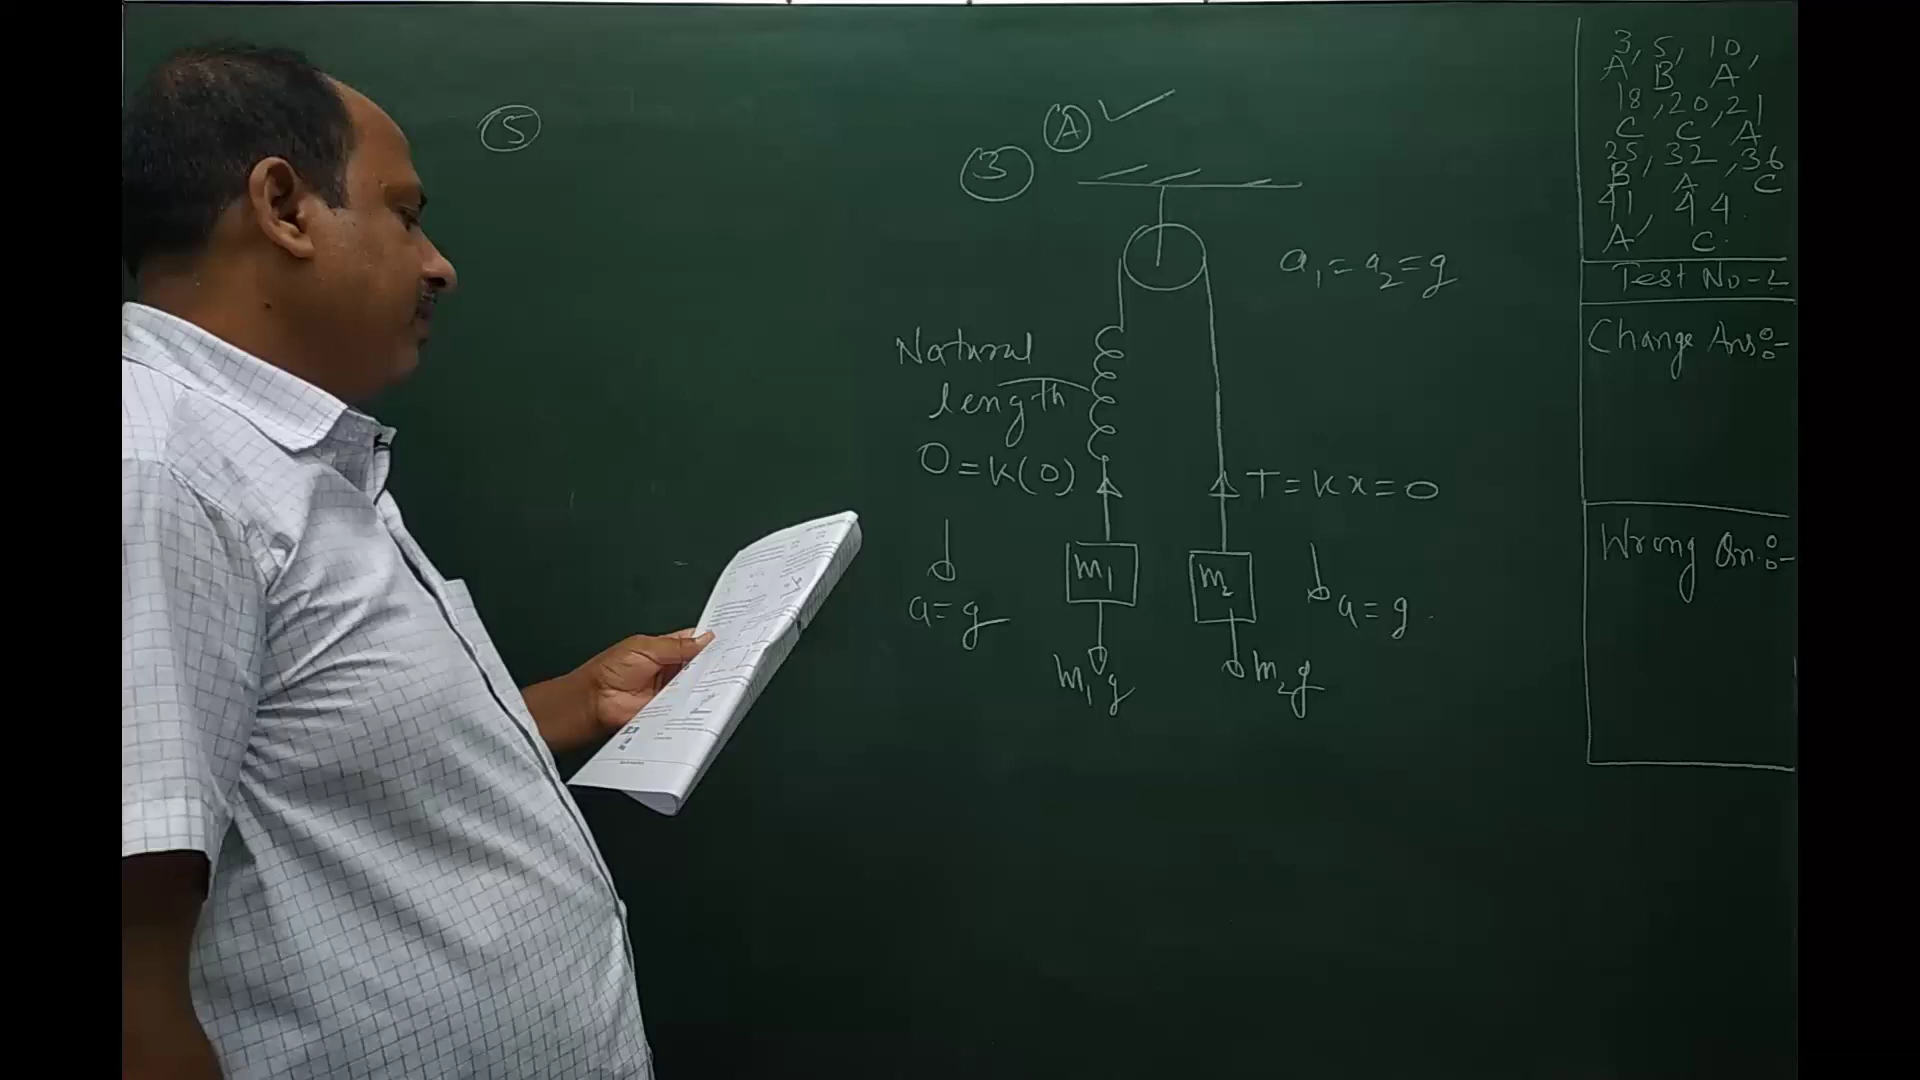 5
A
3
a₁ = a₂ = g
Natural
length
0 = K(0)
T = Kx = 0
m₁
m₂
a = g
a = g
m₁g
m₂g
3, 5, 10,
A B A
18, 20, 21
C C A
25, 32, 36
B A C
41, 44
A C
Test No-2
Change Ans:-
Wrong Qn.:-